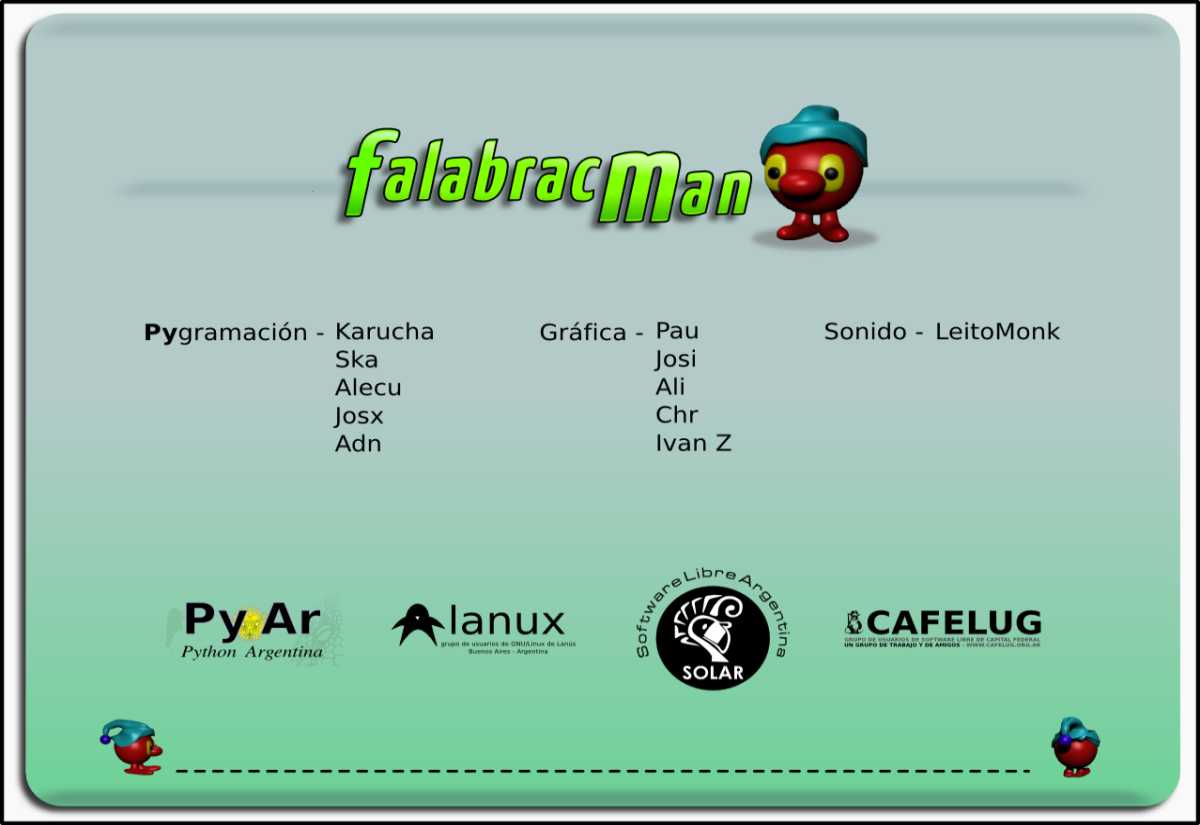 falabracman
Pygramación - Karucha
Ska
Alecu
Josx
Adn
Gráfica - Pau
Josi
Ali
Chr
Ivan Z
Sonido - LeitoMonk
PyAr
Python Argentina
lanux
grupo de usuarios de GNU/Linux de Lanús
Buenos Aires - Argentina
Software Libre Argentina
SOLAR
CAFELUG
GRUPO DE USUARIOS DE SOFTWARE LIBRE DE CAPITAL FEDERAL
UN GRUPO DE TRABAJO Y DE AMIGOS - WWW.CAFELUG.ORG.AR